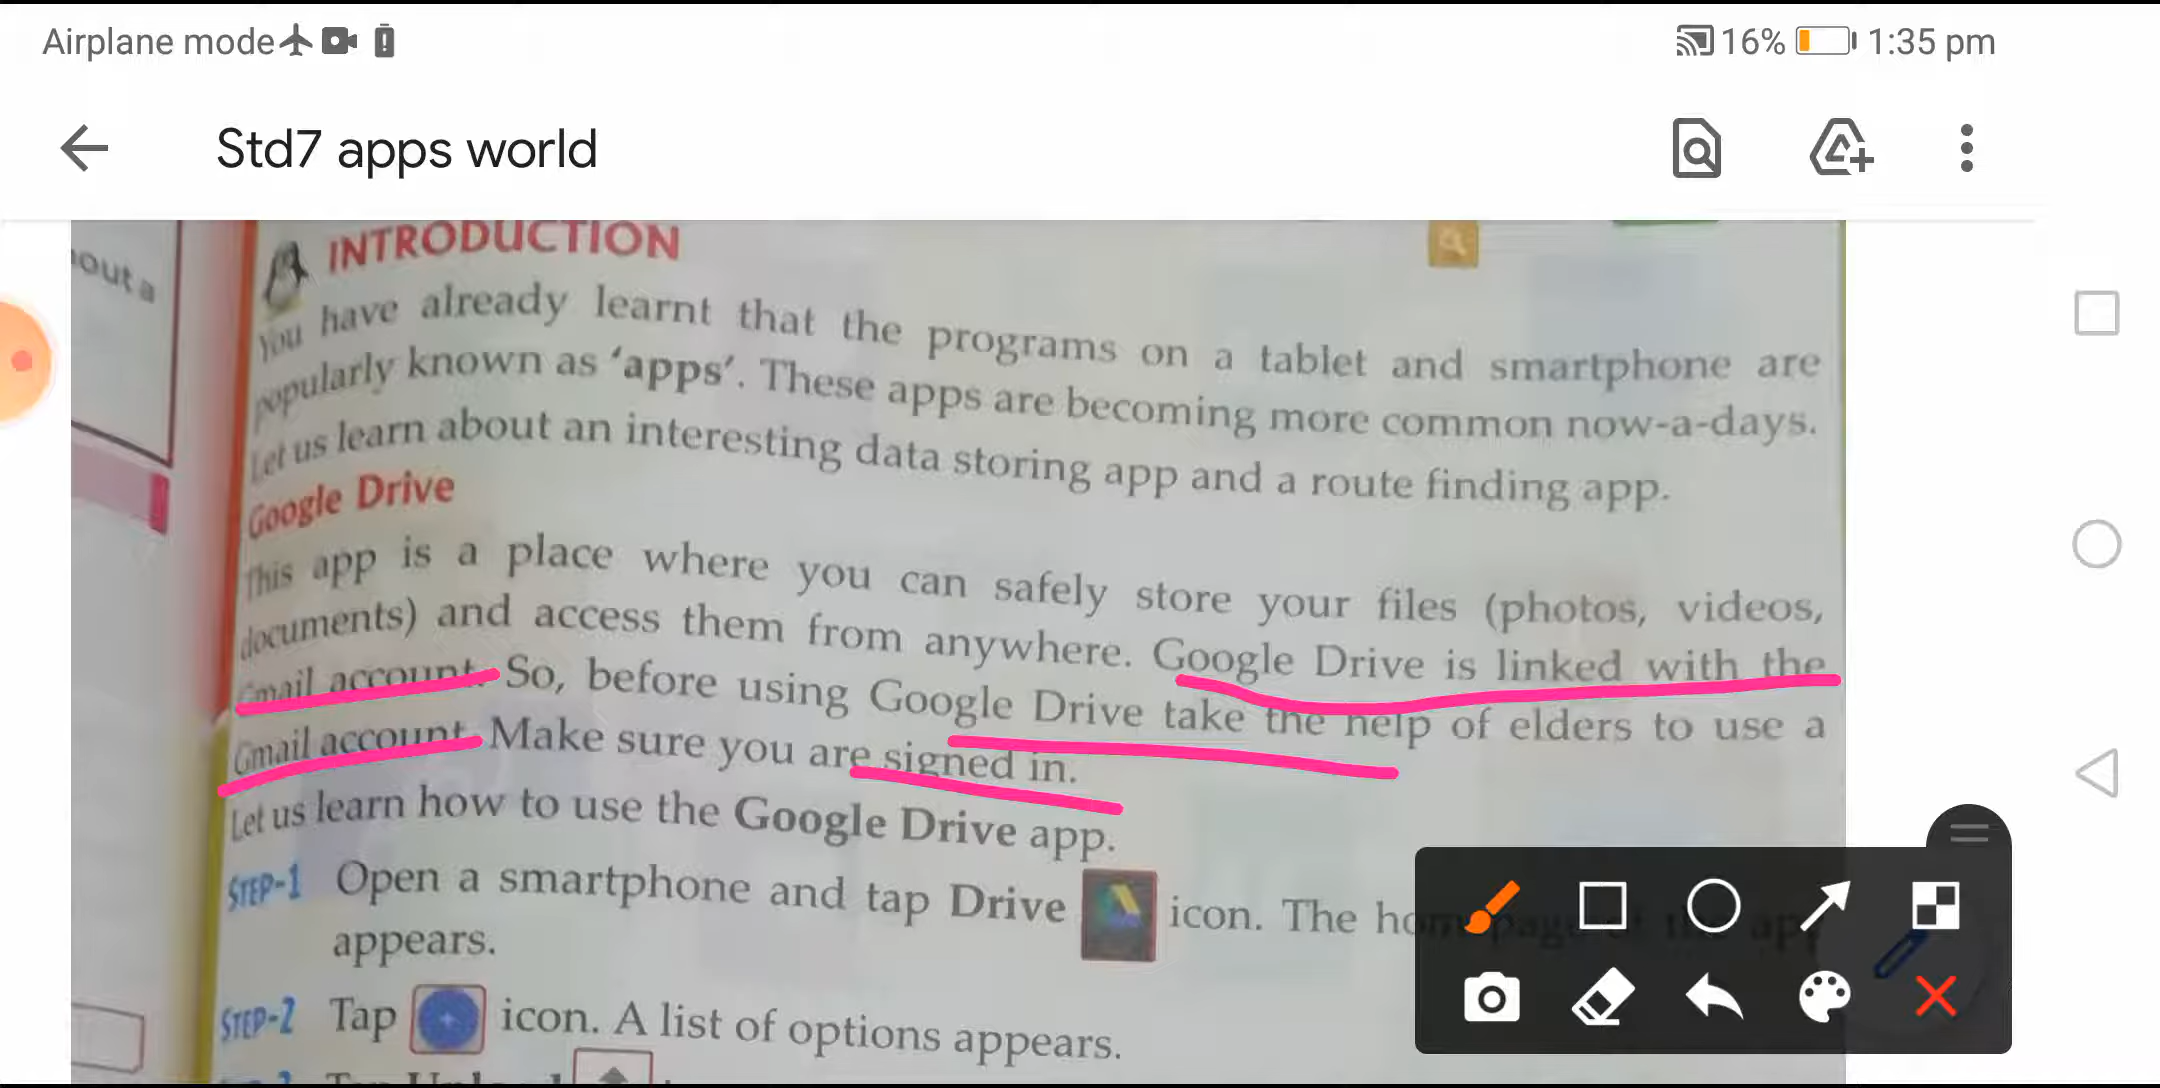 Airplane mode
16%
1:35 pm
Std7 apps world
out a
INTRODUCTION
You have already learnt that the programs on a tablet and smartphone are
popularly known as 'apps'. These apps are becoming more common now-a-days.
Let us learn about an interesting data storing app and a route finding app.
Google Drive
This app is a place where you can safely store your files (photos, videos,
documents) and access them from anywhere. Google Drive is linked with the
Gmail account. So, before using Google Drive take the help of elders to use a
Gmail account. Make sure you are signed in.
Let us learn how to use the Google Drive app.
STEP-1 Open a smartphone and tap Drive icon. The home page of the app
appears.
STEP-2 Tap icon. A list of options appears.